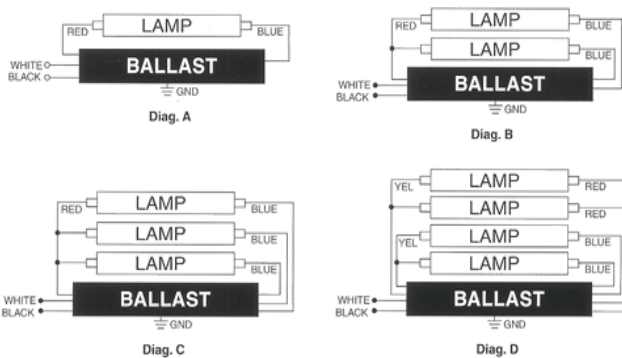 LAMP
RED BLUE
WHITE BALLAST
BLACK
GND
Diag. A
LAMP
RED BLUE
LAMP
BLUE
WHITE BALLAST
BLACK
GND
Diag. B
LAMP
RED BLUE
LAMP
BLUE
LAMP
BLUE
WHITE BALLAST
BLACK
GND
Diag. C
LAMP
YEL RED
LAMP
RED
LAMP
YEL BLUE
LAMP
BLUE
WHITE BALLAST
BLACK
GND
Diag. D